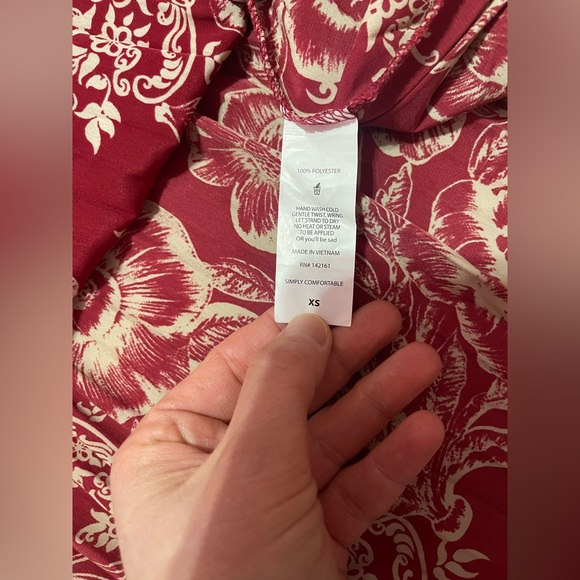 100% POLYESTER
HAND WASH COLD
GENTLE TWIST, WRING
LET STAND TO DRY
NO HEAT OR STEAM
TO BE APPLIED
OR you'll be sad
MADE IN VIETNAM
RN# 142161
SIMPLY COMFORTABLE
XS